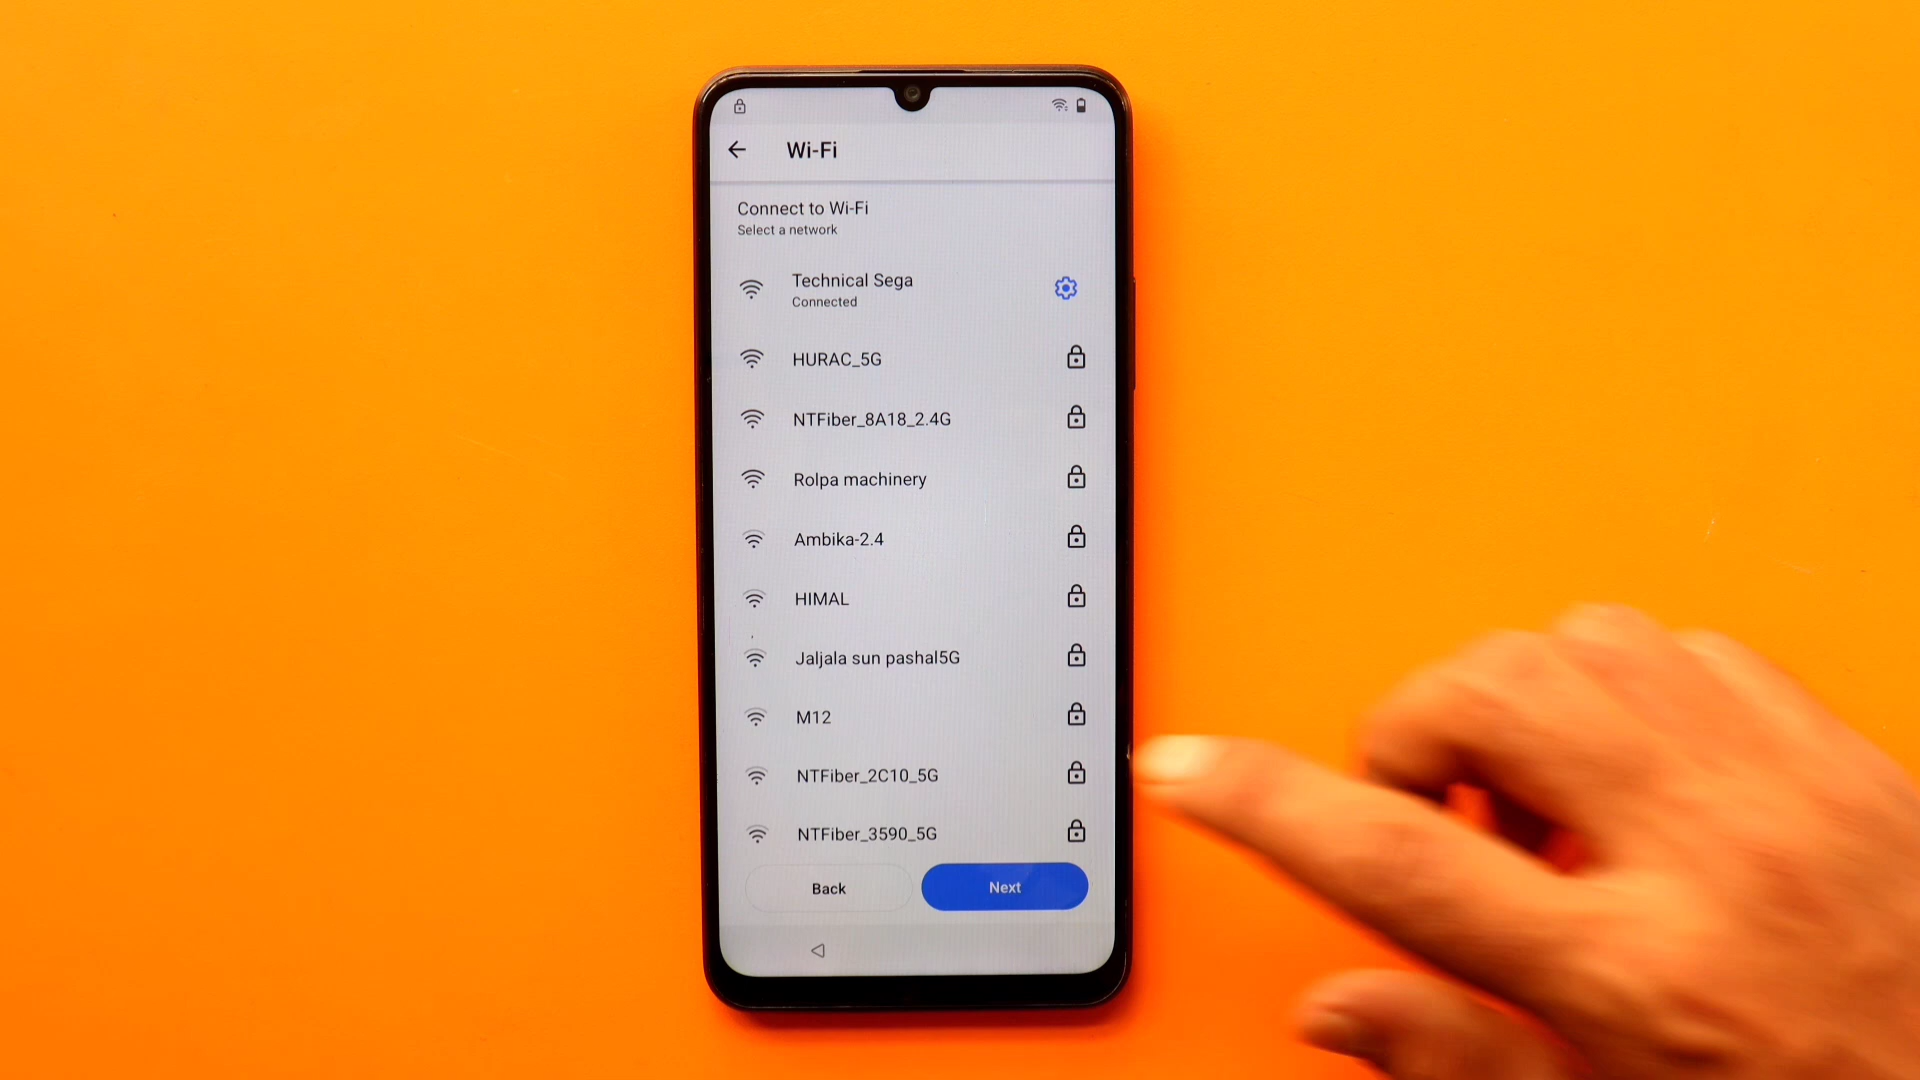 Wi-Fi
Connect to Wi-Fi
Select a network
Technical Sega
Connected
HURAC_5G
NTFiber_8A18_2.4G
Rolpa machinery
Ambika-2.4
HIMAL
Jaljala sun pashal5G
M12
NTFiber_2C10_5G
NTFiber_3590_5G
Back Next